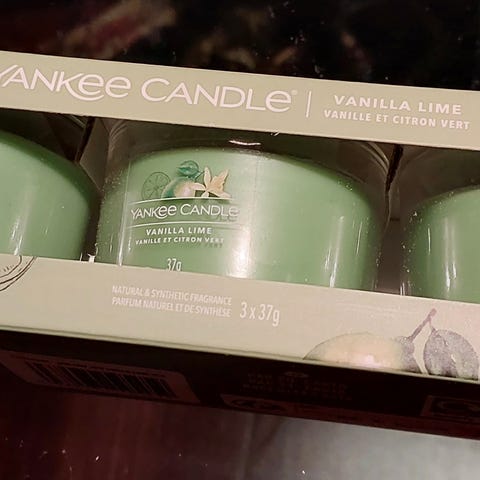 YANKEE CANDLE® | VANILLA LIME
VANILLE ET CITRON VERT
YANKEE CANDLE
VANILLA LIME
VANILLE ET CITRON VERT
37g
NATURAL & SYNTHETIC FRAGRANCE
PARFUM NATUREL ET DE SYNTHÈSE
3 x 37g